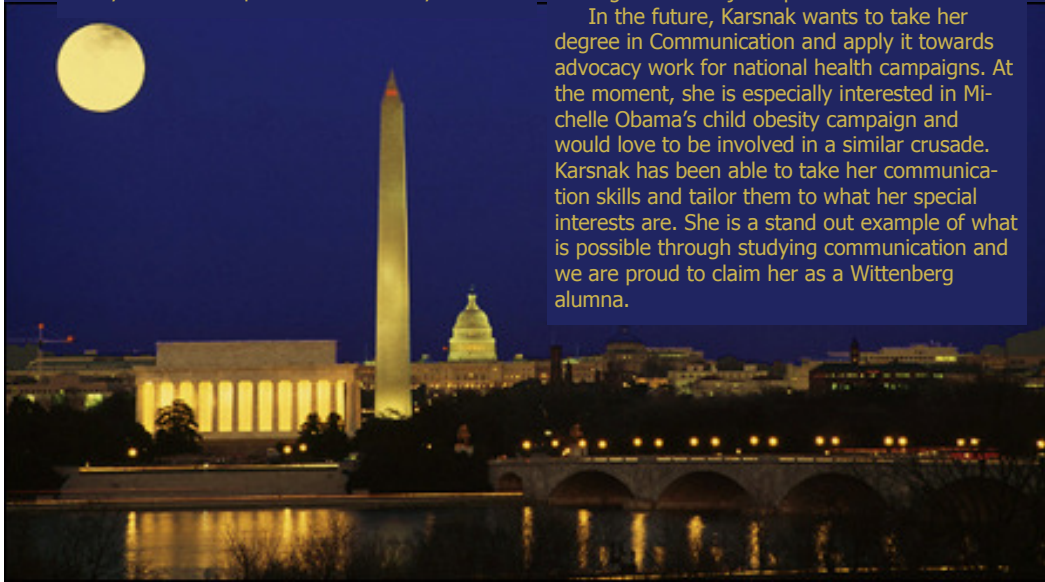 In the future, Karsnak wants to take her
degree in Communication and apply it towards
advocacy work for national health campaigns. At
the moment, she is especially interested in Mi-
chelle Obama’s child obesity campaign and
would love to be involved in a similar crusade.
Karsnak has been able to take her communica-
tion skills and tailor them to what her special
interests are. She is a stand out example of what
is possible through studying communication and
we are proud to claim her as a Wittenberg
alumna.